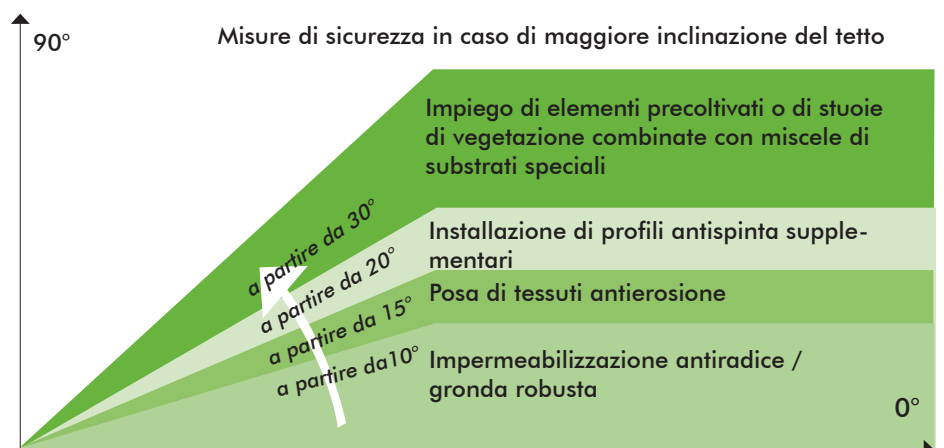 90°
Misure di sicurezza in caso di maggiore inclinazione del tetto
Impiego di elementi precoltivati o di stuoie
di vegetazione combinate con miscele di
substrati speciali
a partire da 30°
Installazione di profili antispinta supple-
mentari
a partire da 20°
Posa di tessuti antierosione
a partire da 15°
Impermeabilizzazione antiradice /
gronda robusta
a partire da10°
0°